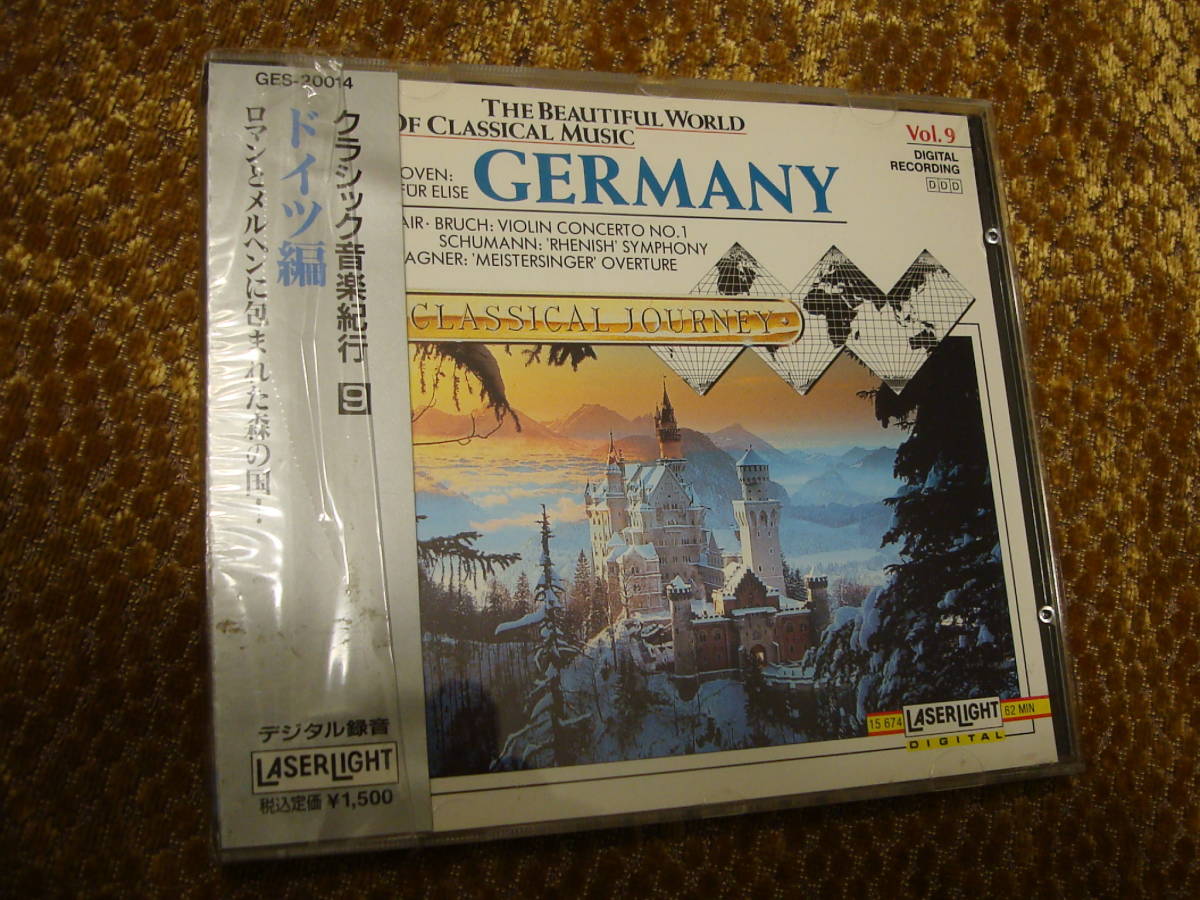 GES-20014
クラシック音楽紀行 9
ドイツ編
ロマンとメルヘンに包まれた森の国…
デジタル録音
LASERLIGHT
税込定価 ¥1,500
THE BEAUTIFUL WORLD
OF CLASSICAL MUSIC
Vol. 9
DIGITAL
RECORDING
DDD
OVEN:
FÜR ELISE
GERMANY
AIR · BRUCH: VIOLIN CONCERTO NO.1
SCHUMANN: 'RHENISH' SYMPHONY
AGNER: 'MEISTERSINGER' OVERTURE
CLASSICAL JOURNEY
15 674
LASERLIGHT
62 MIN
DIGITAL